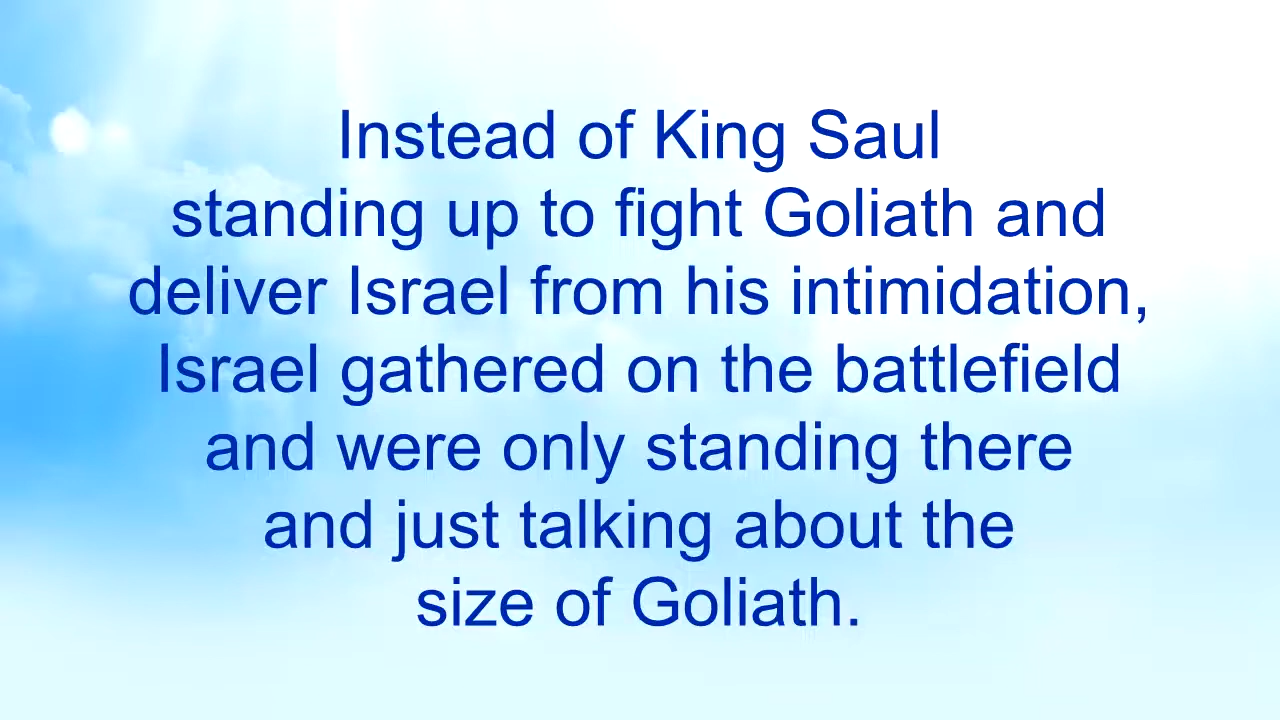 Instead of King Saul
standing up to fight Goliath and
deliver Israel from his intimidation,
Israel gathered on the battlefield
and were only standing there
and just talking about the
size of Goliath.